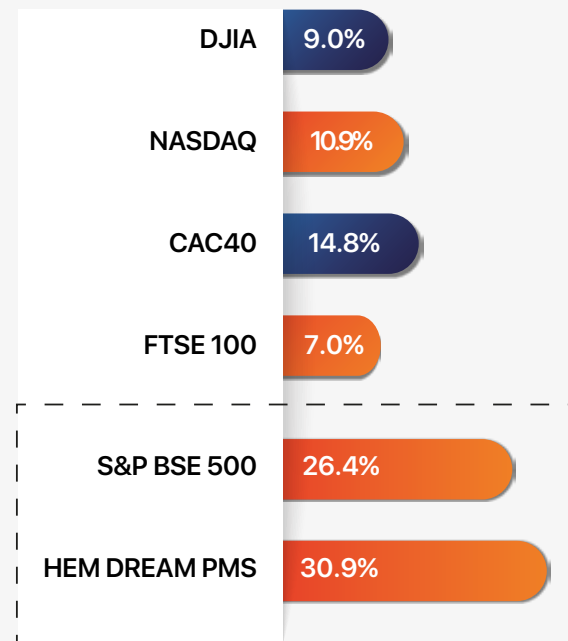 DJIA 9.0%
NASDAQ 10.9%
CAC40 14.8%
FTSE 100 7.0%
S&P BSE 500 26.4%
HEM DREAM PMS 30.9%